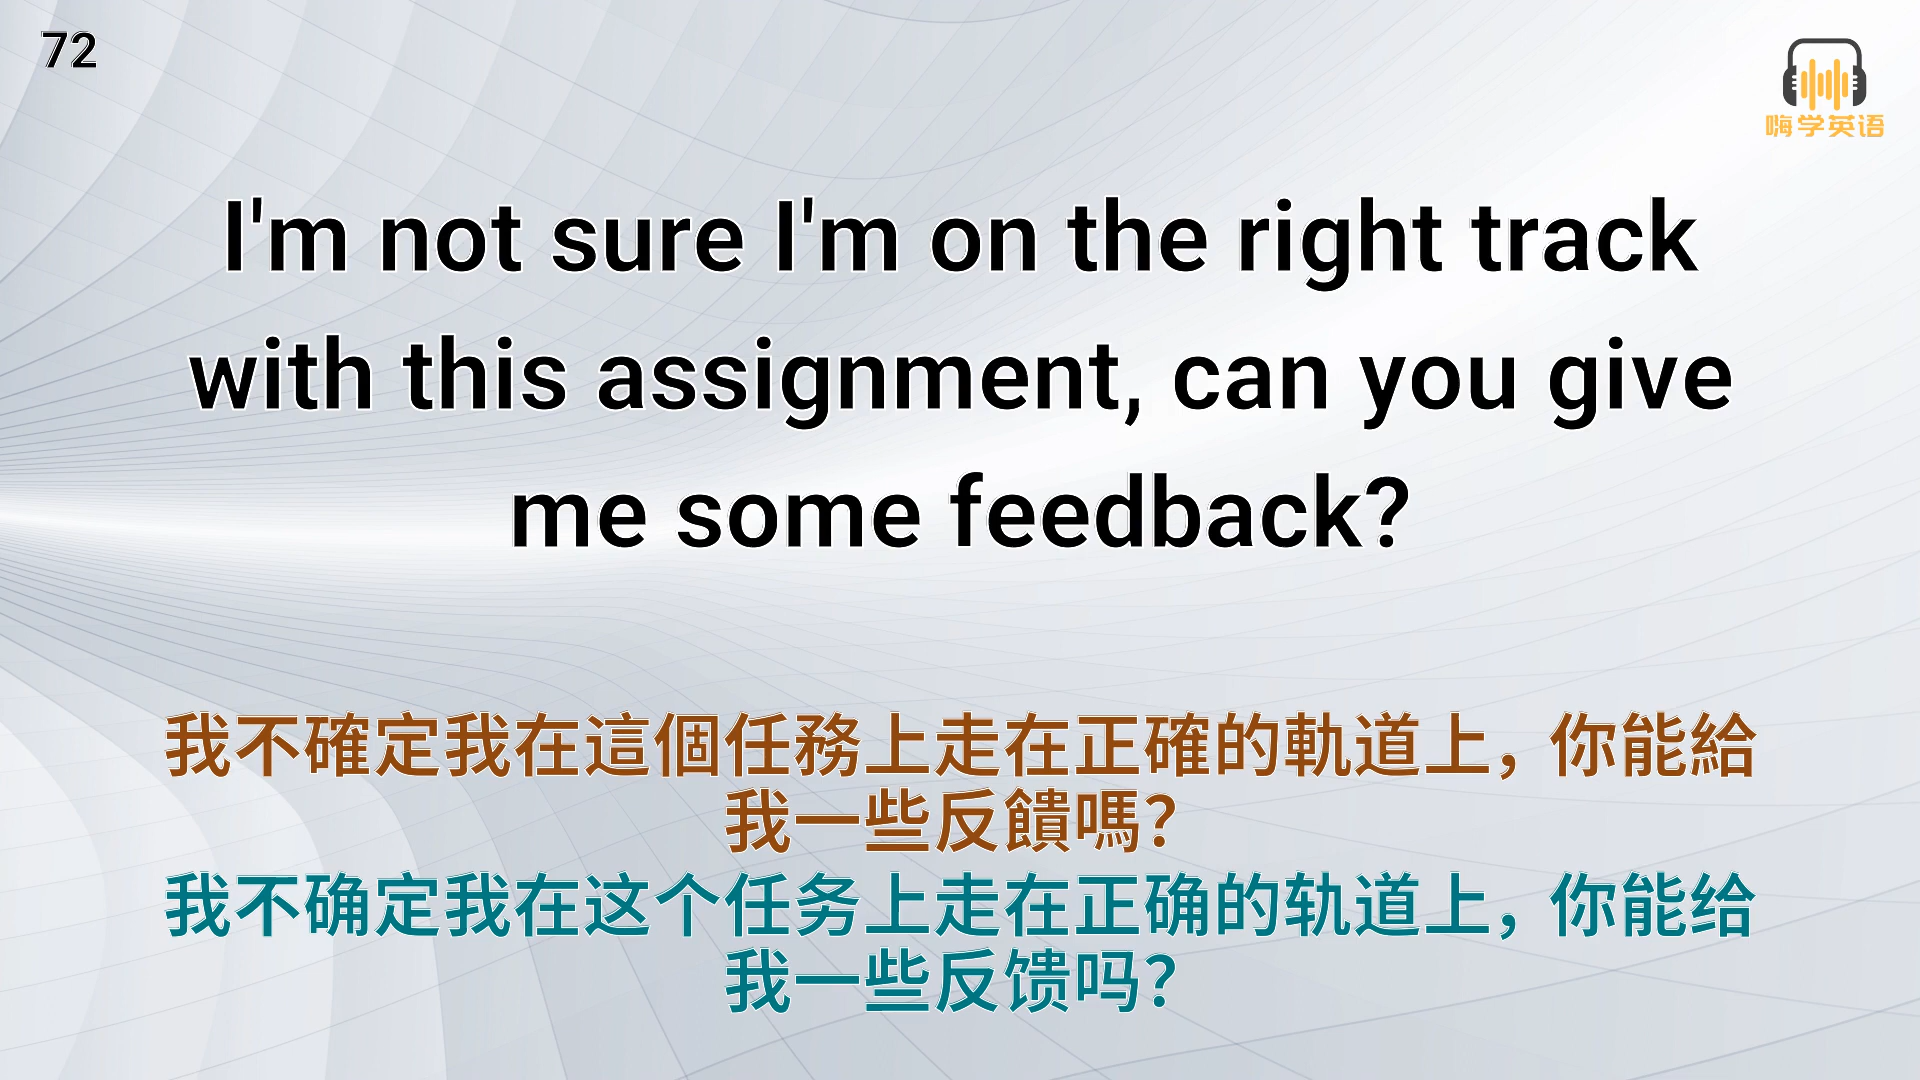 72
嗨学英语
I'm not sure I'm on the right track
with this assignment, can you give
me some feedback?
我不確定我在這個任務上走在正確的軌道上，你能給
我一些反饋嗎？
我不确定我在这个任务上走在正确的轨道上，你能给
我一些反馈吗？